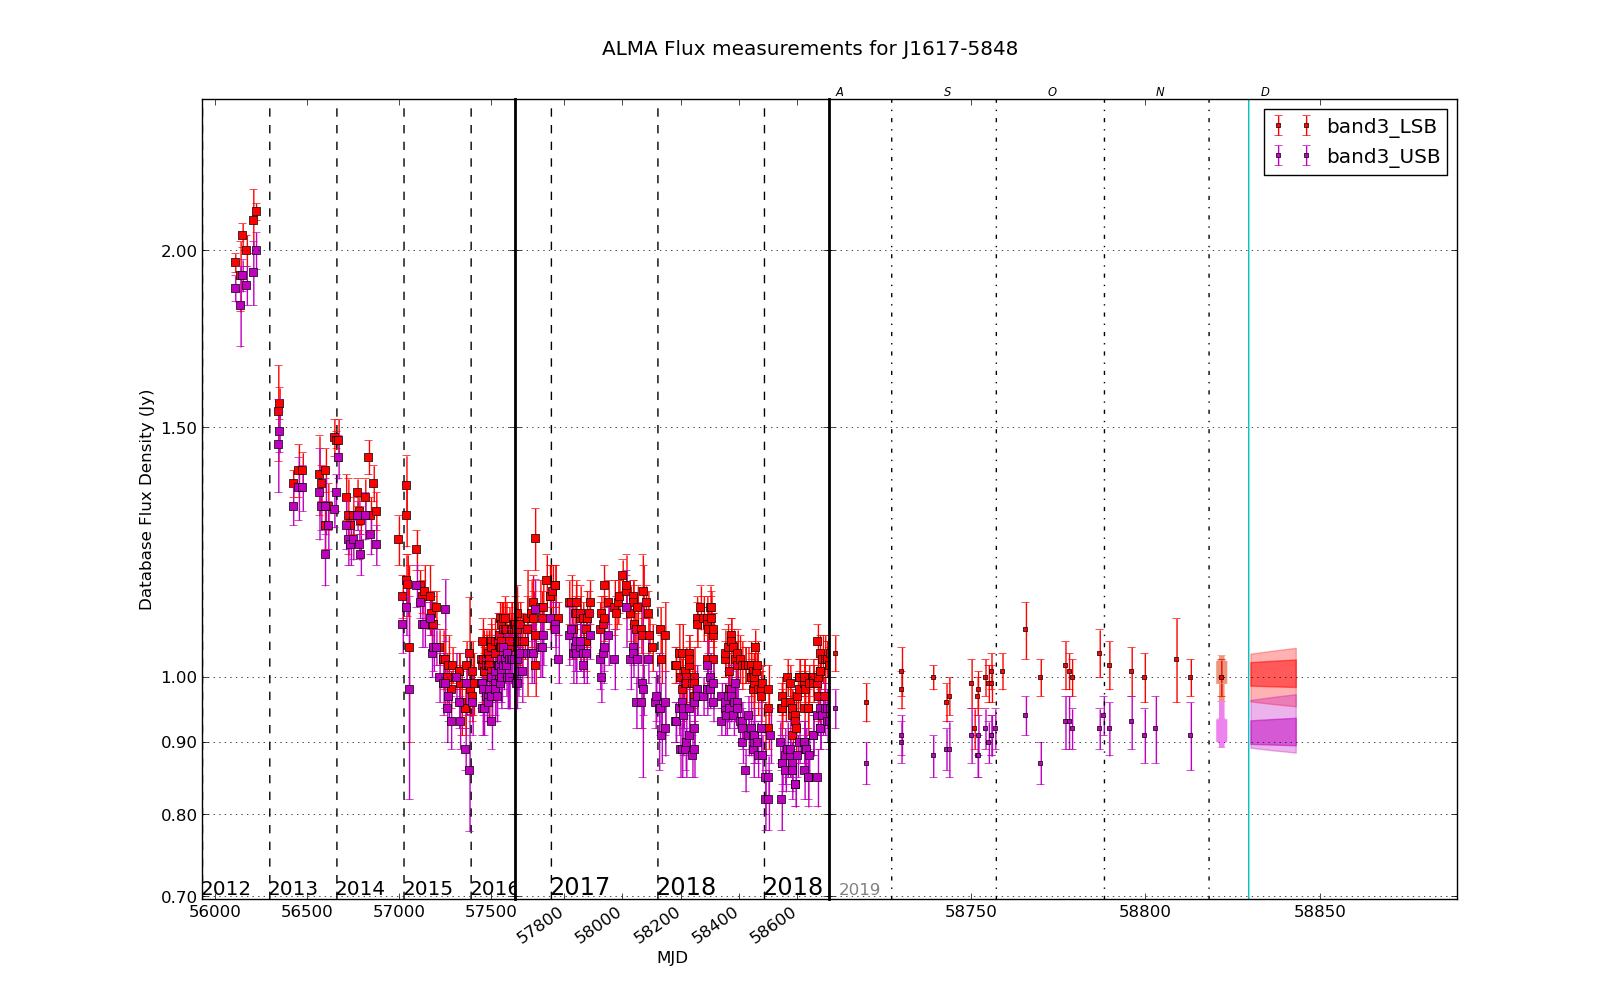 ALMA Flux measurements for J1617-5848
A S O N D
band3_LSB
band3_USB
2.00
1.50
1.00
0.90
0.80
0.70
Database Flux Density (Jy)
2012 2013 2014 2015 2016 2017 2018 2018 2019
56000 56500 57000 57500 57800 58000 58200 58400 58600 58750 58800 58850
MJD